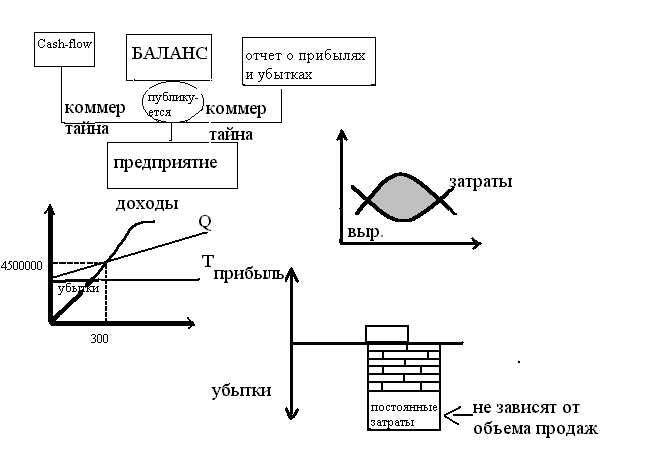 Cash-flow
БАЛАНС
отчет о прибылях
и убытках
публику-
ется
коммер
тайна
коммер
тайна
предприятие
доходы
Q
T
4500000
убытки
300
затраты
выр.
прибыль
убытки
постоянные
затраты
не зависят от
обьема продаж